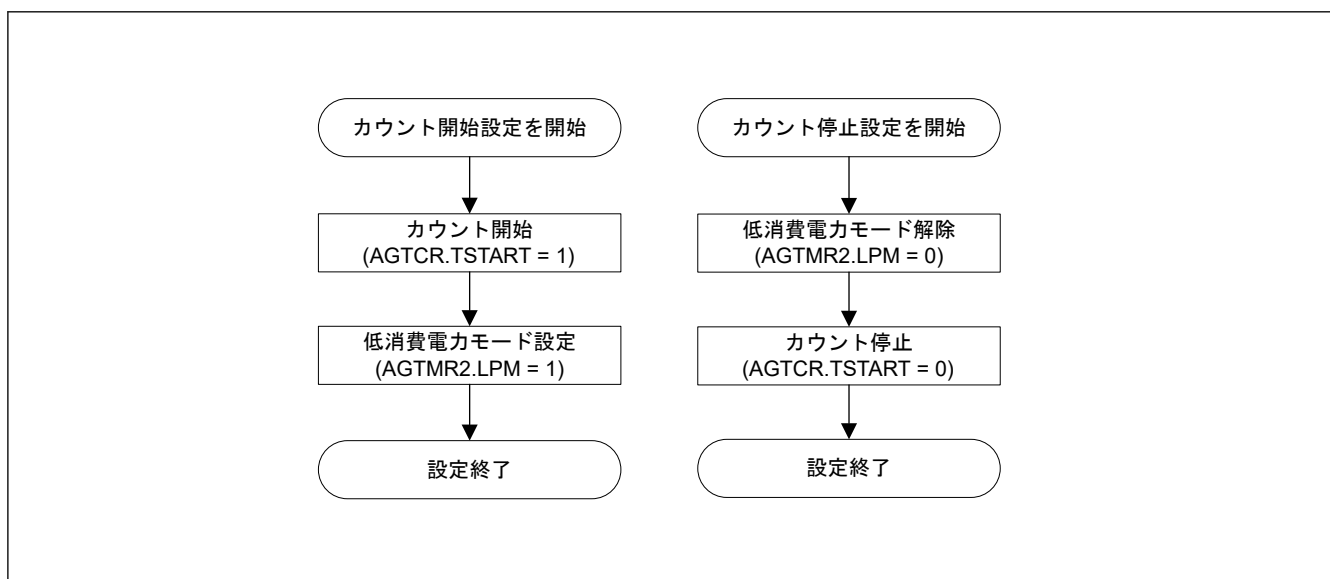 カウント開始設定を開始
カウント開始
(AGTCR.TSTART = 1)
低消費電力モード設定
(AGTMR2.LPM = 1)
設定終了
カウント停止設定を開始
低消費電力モード解除
(AGTMR2.LPM = 0)
カウント停止
(AGTCR.TSTART = 0)
設定終了